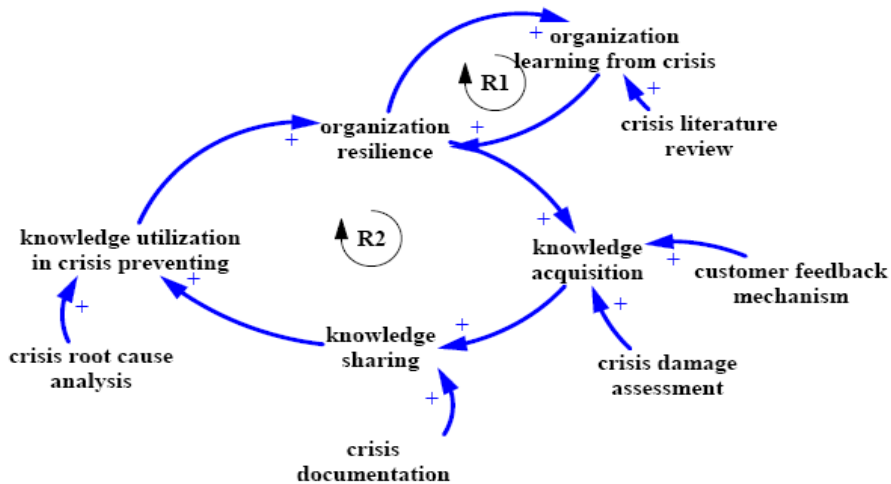 +
organization
learning from crisis
R1
+
crisis literature
review
+
organization
resilience
+
knowledge utilization
in crisis preventing
R2
+
knowledge
acquisition
+
customer feedback
mechanism
+
+
crisis root cause
analysis
+
knowledge
sharing
+
crisis damage
assessment
+
crisis
documentation
+